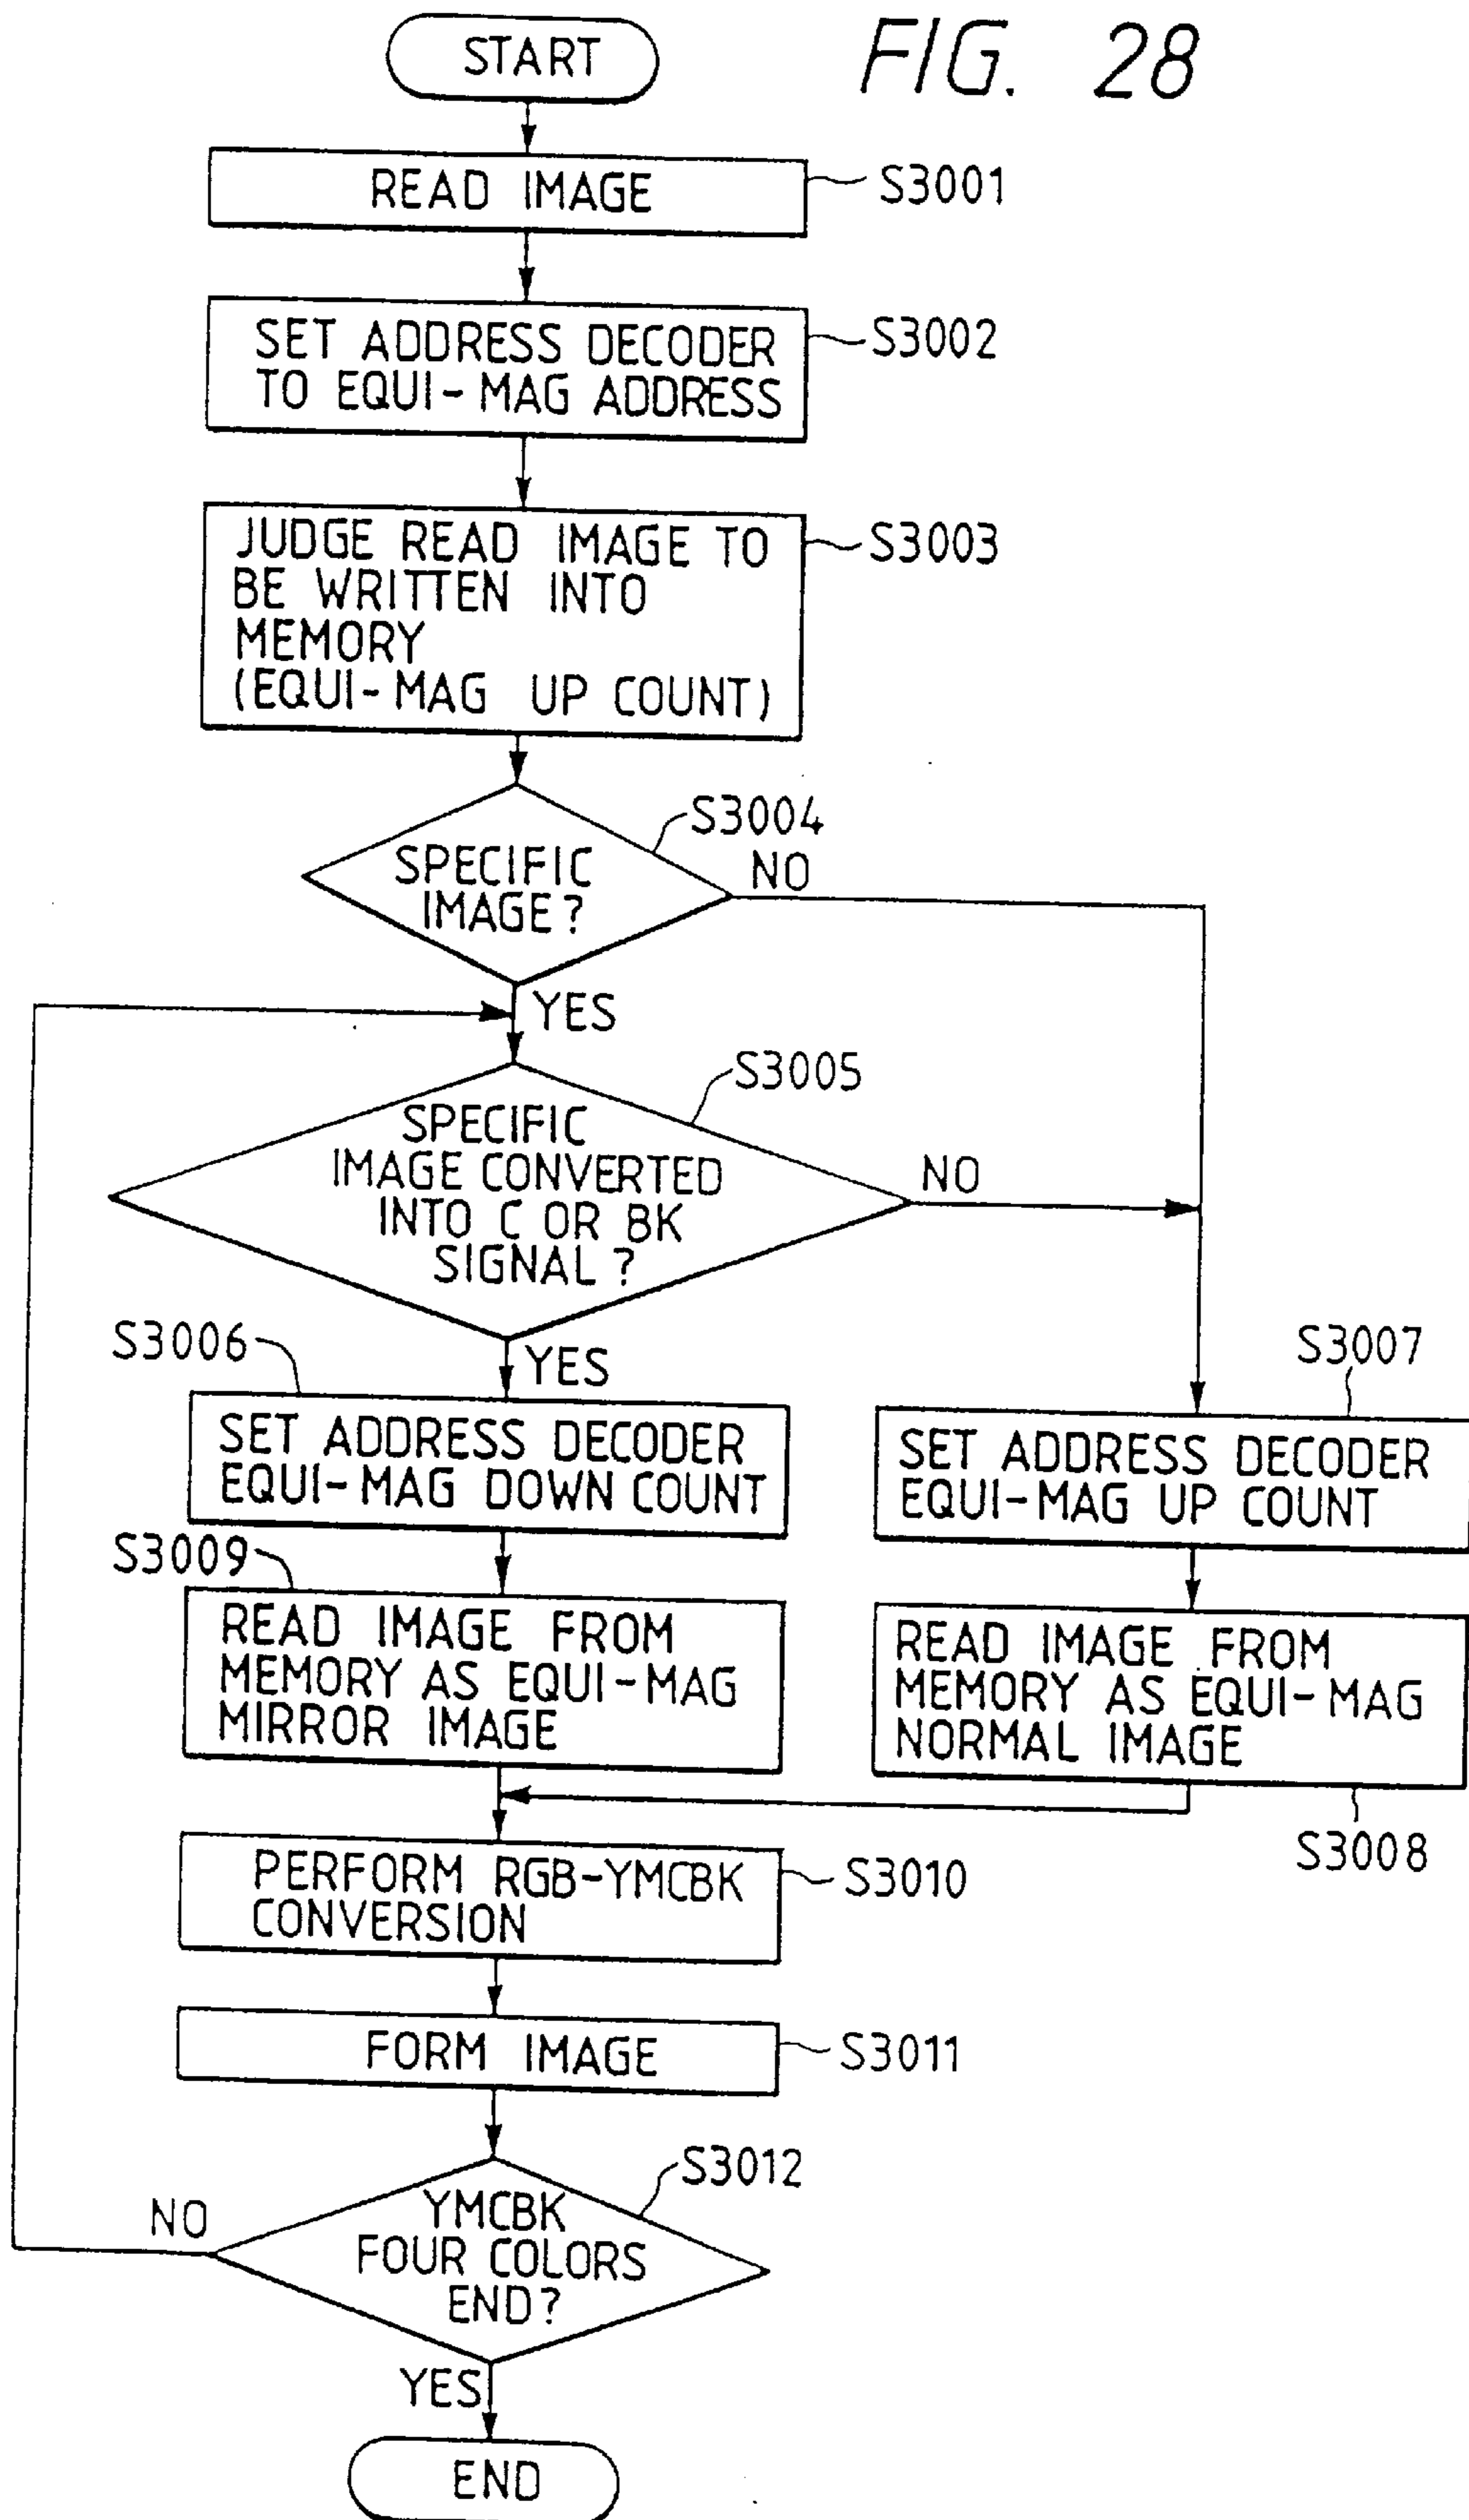 START
FIG. 28
READ IMAGE
S3001
SET ADDRESS DECODER
TO EQUI-MAG ADDRESS
S3002
JUDGE READ IMAGE TO
BE WRITTEN INTO
MEMORY
(EQUI-MAG UP COUNT)
S3003
S3004
SPECIFIC
IMAGE?
NO
YES
S3005
SPECIFIC
IMAGE CONVERTED
INTO C OR BK
SIGNAL?
NO
YES
S3006
SET ADDRESS DECODER
EQUI-MAG DOWN COUNT
S3007
SET ADDRESS DECODER
EQUI-MAG UP COUNT
S3009
READ IMAGE FROM
MEMORY AS EQUI-MAG
MIRROR IMAGE
READ IMAGE FROM
MEMORY AS EQUI-MAG
NORMAL IMAGE
S3008
PERFORM RGB-YMCBK
CONVERSION
S3010
FORM IMAGE
S3011
S3012
YMCBK
FOUR COLORS
END?
NO
YES
END